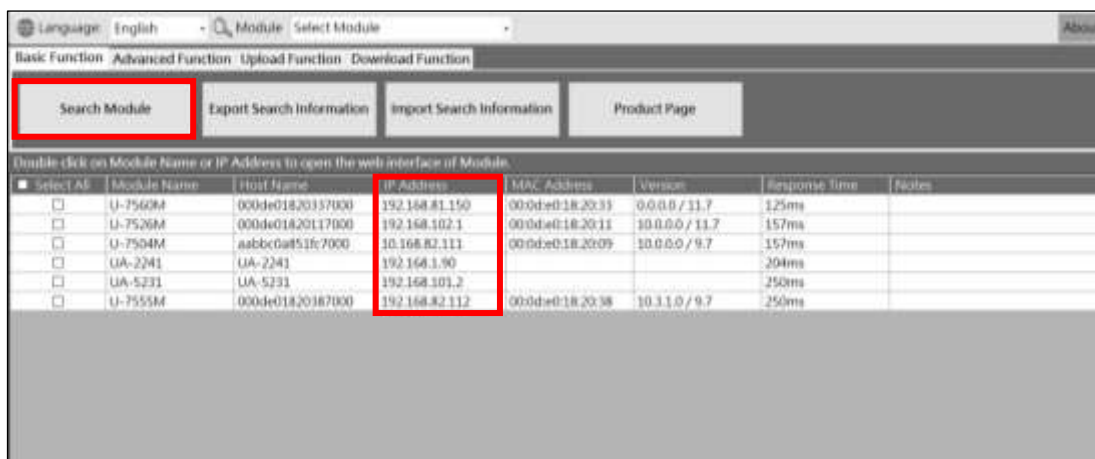 Language: English Module Select Module Abou
Basic Function Advanced Function Upload Function Download Function
Search Module Export Search Information Import Search Information Product Page
Double click on Module Name or IP Address to open the web interface of Module.
Select All Module Name Host Name IP Address MAC Address Version Response Time Notes
U-7560M 000de01820337000 192.168.81.150 00:0d:e0:18:20:33 0.0.0.0 / 11.7 125ms
U-7526M 000de01820117000 192.168.102.1 00:0d:e0:18:20:11 10.0.0.0 / 11.7 157ms
U-7504M 10.168.82.111 00:0d:e0:18:20:09 10.0.0.0 / 9.7 157ms
UA-2241 UA-2241 192.168.1.90 204ms
UA-5231 UA-5231 192.168.101.2 250ms
U-7555M 000de01820387000 192.168.82.112 00:0d:e0:18:20:38 10.3.1.0 / 9.7 250ms